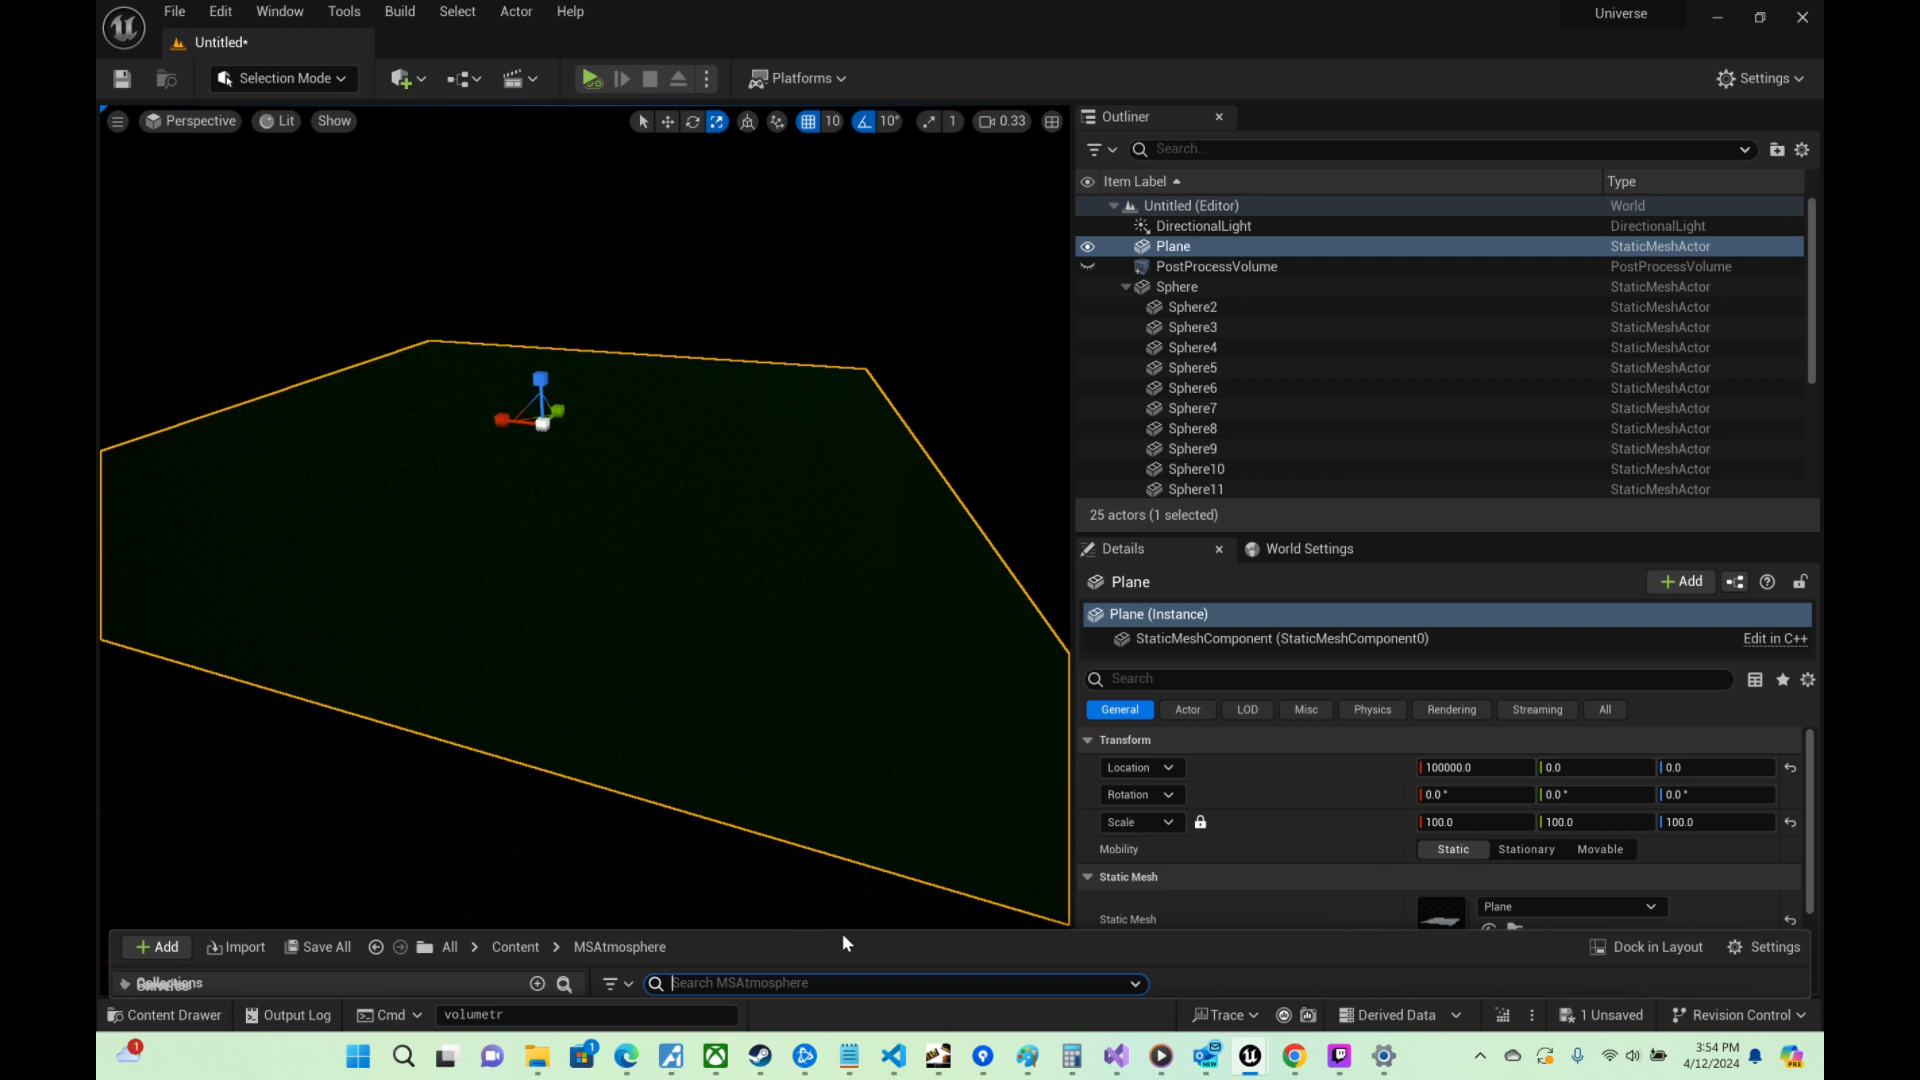 File Edit Window Tools Build Select Actor Help
Universe
Untitled*
Selection Mode
Platforms
Settings
Perspective Lit Show
10 10° 1 0.33
Outliner
Search...
Item Label Type
Untitled (Editor) World
DirectionalLight DirectionalLight
Plane StaticMeshActor
PostProcessVolume PostProcessVolume
Sphere StaticMeshActor
Sphere2 StaticMeshActor
Sphere3 StaticMeshActor
Sphere4 StaticMeshActor
Sphere5 StaticMeshActor
Sphere6 StaticMeshActor
Sphere7 StaticMeshActor
Sphere8 StaticMeshActor
Sphere9 StaticMeshActor
Sphere10 StaticMeshActor
Sphere11 StaticMeshActor
25 actors (1 selected)
Details World Settings
Plane
Add
Plane (Instance)
StaticMeshComponent (StaticMeshComponent0) Edit in C++
Search
General Actor LOD Misc Physics Rendering Streaming All
Transform
Location 100000.0 0.0 0.0
Rotation 0.0 ° 0.0 ° 0.0 °
Scale 100.0 100.0 100.0
Mobility Static Stationary Movable
Static Mesh
Static Mesh Plane
Add Import Save All All Content MSAtmosphere Dock in Layout Settings
Collections Search MSAtmosphere
Content Drawer Output Log Cmd volumetr Trace Derived Data 1 Unsaved Revision Control
1 1 NEW 3:54 PM PRE
4/12/2024